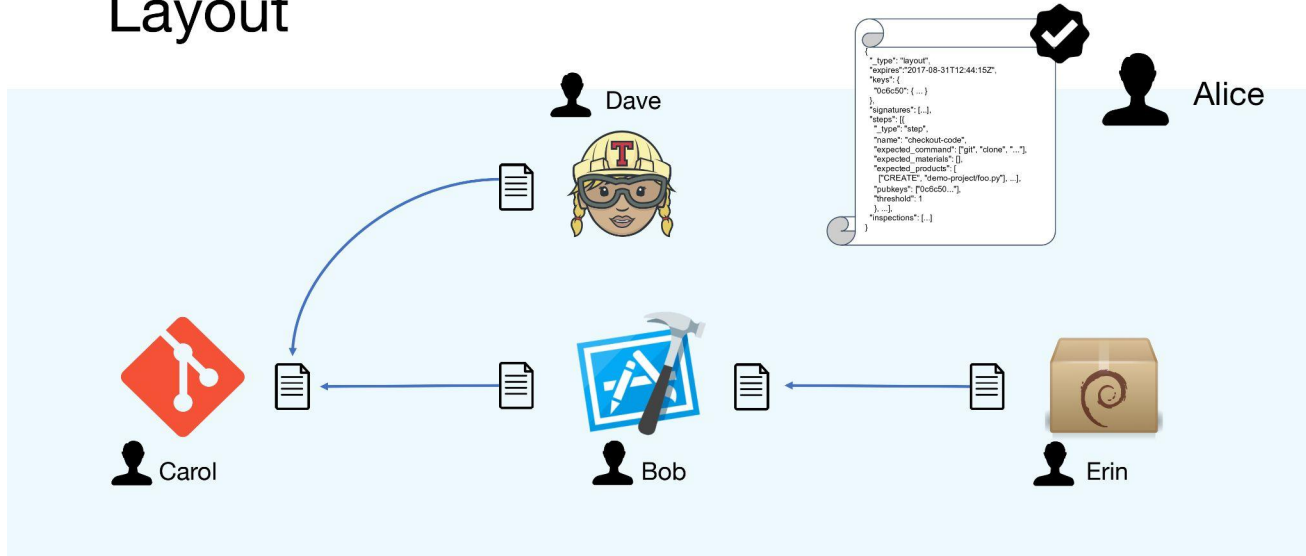 Layout
{
"_type": "layout",
"expires":"2017-08-31T12:44:15Z",
"keys": {
"0c6c50": { ... }
},
"signatures": [...],
"steps": [{
"_type": "step",
"name": "checkout-code",
"expected_command": ["git", "clone", "..."],
"expected_materials": [],
"expected_products": [
["CREATE", "demo-project/foo.py"], ...],
"pubkeys": ["0c6c50..."],
"threshold": 1
}, ...],
"inspections": [...]
}
Alice
Dave
T
Carol
Bob
Erin